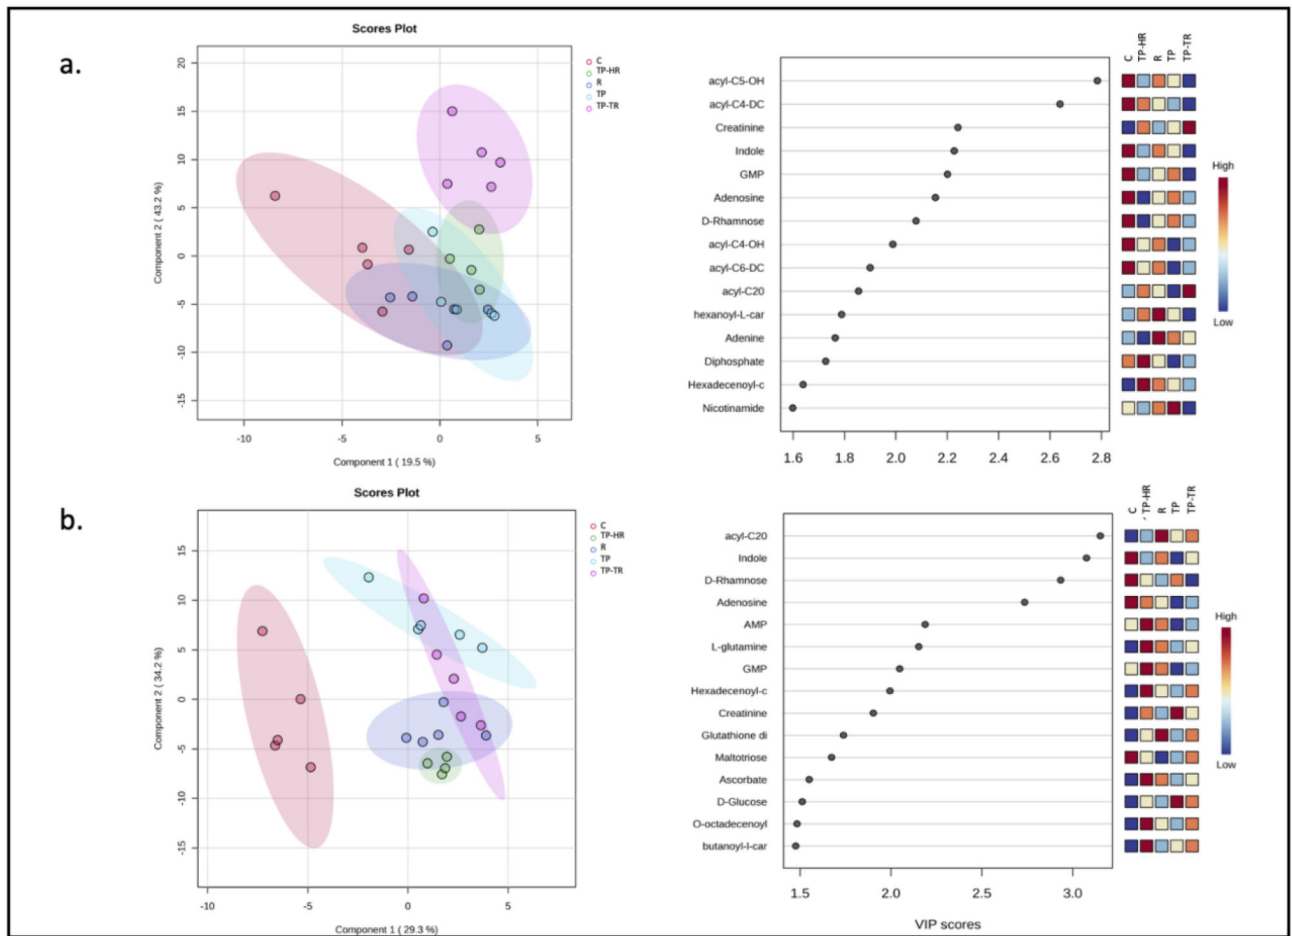 a.
Scores Plot
Component 2 ( 43.2 %)
20
15
10
5
0
-5
-10
-15
-10
-5
0
5
Component 1 ( 19.5 %)
C
TP-HR
R
TP
TP-TR
acyl-C5-OH
acyl-C4-DC
Creatinine
Indole
GMP
Adenosine
D-Rhamnose
acyl-C4-OH
acyl-C6-DC
acyl-C20
hexanoyl-L-car
Adenine
Diphosphate
Hexadecenoyl-c
Nicotinamide
1.6 1.8 2.0 2.2 2.4 2.6 2.8
C TP-HR R TP TP-TR
High
Low
b.
Scores Plot
Component 2 ( 34.2 %)
15
10
5
0
-5
-10
-15
-10
-5
0
5
Component 1 ( 29.3 %)
C
TP-HR
R
TP
TP-TR
acyl-C20
Indole
D-Rhamnose
Adenosine
AMP
L-glutamine
GMP
Hexadecenoyl-c
Creatinine
Glutathione di
Maltotriose
Ascorbate
D-Glucose
O-octadecenoyl
butanoyl-l-car
1.5 2.0 2.5 3.0
VIP scores
C TP-HR R TP TP-TR
High
Low